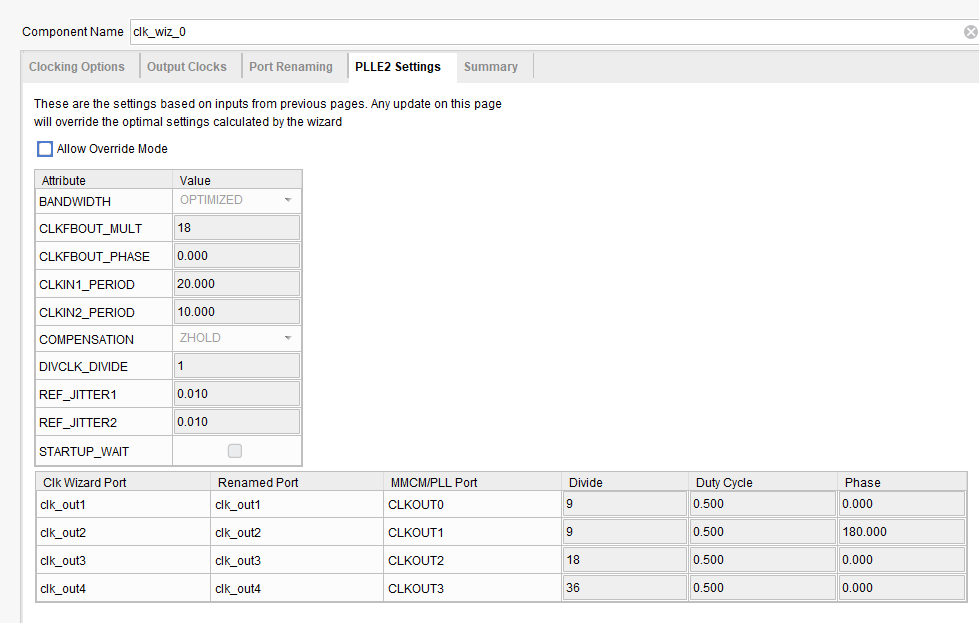 Component Name clk_wiz_0
Clocking Options Output Clocks Port Renaming PLLE2 Settings Summary
These are the settings based on inputs from previous pages. Any update on this page
will override the optimal settings calculated by the wizard
Allow Override Mode
Attribute Value
BANDWIDTH OPTIMIZED
CLKFBOUT_MULT 18
CLKFBOUT_PHASE 0.000
CLKIN1_PERIOD 20.000
CLKIN2_PERIOD 10.000
COMPENSATION ZHOLD
DIVCLK_DIVIDE 1
REF_JITTER1 0.010
REF_JITTER2 0.010
STARTUP_WAIT
Clk Wizard Port Renamed Port MMCM/PLL Port Divide Duty Cycle Phase
clk_out1 clk_out1 CLKOUT0 9 0.500 0.000
clk_out2 clk_out2 CLKOUT1 9 0.500 180.000
clk_out3 clk_out3 CLKOUT2 18 0.500 0.000
clk_out4 clk_out4 CLKOUT3 36 0.500 0.000